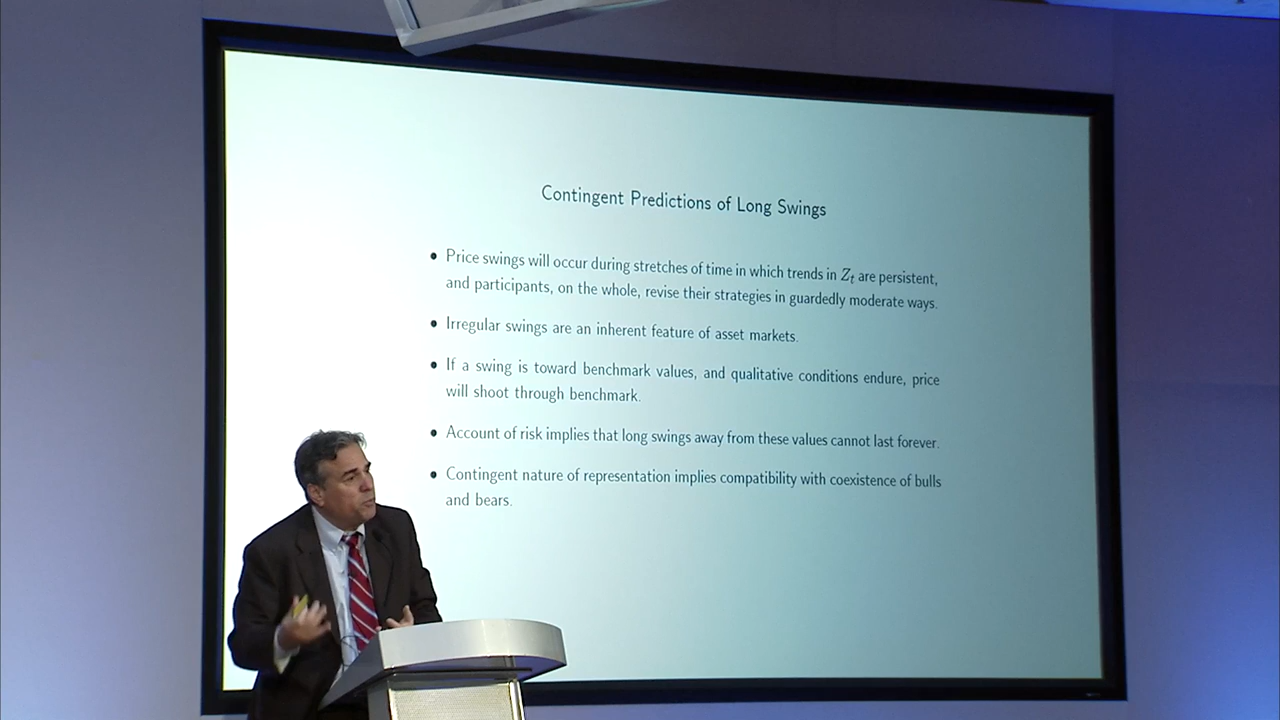 Contingent Predictions of Long Swings
• Price swings will occur during stretches of time in which trends in Zt are persistent,
and participants, on the whole, revise their strategies in guardedly moderate ways.
• Irregular swings are an inherent feature of asset markets.
• If a swing is toward benchmark values, and qualitative conditions endure, price
will shoot through benchmark.
• Account of risk implies that long swings away from these values cannot last forever.
• Contingent nature of representation implies compatibility with coexistence of bulls
and bears.